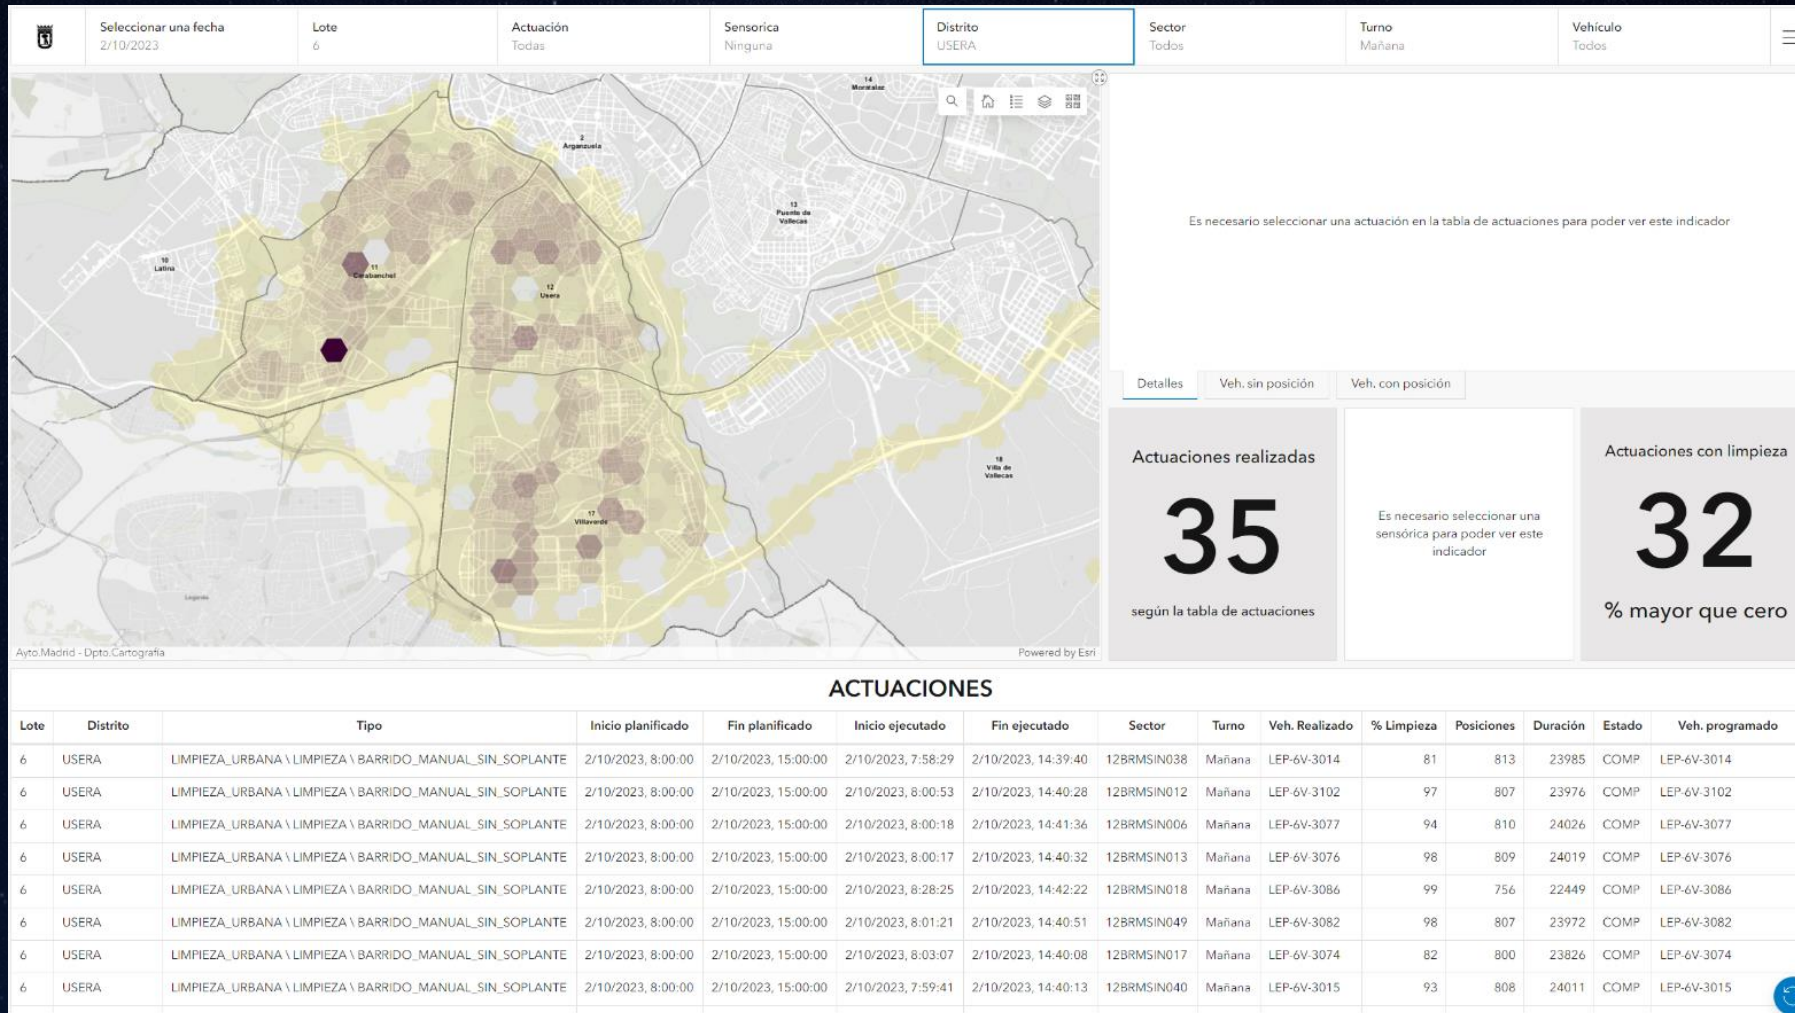 Seleccionar una fecha
2/10/2023
Lote
6
Actuación
Todas
Sensorica
Ninguna
Distrito
USERA
Sector
Todos
Turno
Mañana
Vehículo
Todos
14
Moratalaz
2
Arganzuela
13
Puente de
Vallecas
10
Latina
11
Carabanchel
12
Usera
18
Villa de
Vallecas
17
Villaverde
Leganés
Ayto.Madrid - Dpto.Cartografía
Powered by Esri
Es necesario seleccionar una actuación en la tabla de actuaciones para poder ver este indicador
Detalles
Veh. sin posición
Veh. con posición
Actuaciones realizadas
35
según la tabla de actuaciones
Es necesario seleccionar una
sensórica para poder ver este
indicador
Actuaciones con limpieza
32
% mayor que cero
ACTUACIONES
Lote Distrito Tipo Inicio planificado Fin planificado Inicio ejecutado Fin ejecutado Sector Turno Veh. Realizado % Limpieza Posiciones Duración Estado Veh. programado
6 USERA LIMPIEZA_URBANA \ LIMPIEZA \ BARRIDO_MANUAL_SIN_SOPLANTE 2/10/2023, 8:00:00 2/10/2023, 15:00:00 2/10/2023, 7:58:29 2/10/2023, 14:39:40 12BRMSIN038 Mañana LEP-6V-3014 81 813 23985 COMP LEP-6V-3014
6 USERA LIMPIEZA_URBANA \ LIMPIEZA \ BARRIDO_MANUAL_SIN_SOPLANTE 2/10/2023, 8:00:00 2/10/2023, 15:00:00 2/10/2023, 8:00:53 2/10/2023, 14:40:28 12BRMSIN012 Mañana LEP-6V-3102 97 807 23976 COMP LEP-6V-3102
6 USERA LIMPIEZA_URBANA \ LIMPIEZA \ BARRIDO_MANUAL_SIN_SOPLANTE 2/10/2023, 8:00:00 2/10/2023, 15:00:00 2/10/2023, 8:00:18 2/10/2023, 14:41:36 12BRMSIN006 Mañana LEP-6V-3077 94 810 24026 COMP LEP-6V-3077
6 USERA LIMPIEZA_URBANA \ LIMPIEZA \ BARRIDO_MANUAL_SIN_SOPLANTE 2/10/2023, 8:00:00 2/10/2023, 15:00:00 2/10/2023, 8:00:17 2/10/2023, 14:40:32 12BRMSIN013 Mañana LEP-6V-3076 98 809 24019 COMP LEP-6V-3076
6 USERA LIMPIEZA_URBANA \ LIMPIEZA \ BARRIDO_MANUAL_SIN_SOPLANTE 2/10/2023, 8:00:00 2/10/2023, 15:00:00 2/10/2023, 8:28:25 2/10/2023, 14:42:22 12BRMSIN018 Mañana LEP-6V-3086 99 756 22449 COMP LEP-6V-3086
6 USERA LIMPIEZA_URBANA \ LIMPIEZA \ BARRIDO_MANUAL_SIN_SOPLANTE 2/10/2023, 8:00:00 2/10/2023, 15:00:00 2/10/2023, 8:01:21 2/10/2023, 14:40:51 12BRMSIN049 Mañana LEP-6V-3082 98 807 23972 COMP LEP-6V-3082
6 USERA LIMPIEZA_URBANA \ LIMPIEZA \ BARRIDO_MANUAL_SIN_SOPLANTE 2/10/2023, 8:00:00 2/10/2023, 15:00:00 2/10/2023, 8:03:07 2/10/2023, 14:40:08 12BRMSIN017 Mañana LEP-6V-3074 82 800 23826 COMP LEP-6V-3074
6 USERA LIMPIEZA_URBANA \ LIMPIEZA \ BARRIDO_MANUAL_SIN_SOPLANTE 2/10/2023, 8:00:00 2/10/2023, 15:00:00 2/10/2023, 7:59:41 2/10/2023, 14:40:13 12BRMSIN040 Mañana LEP-6V-3015 93 808 24011 COMP LEP-6V-3015